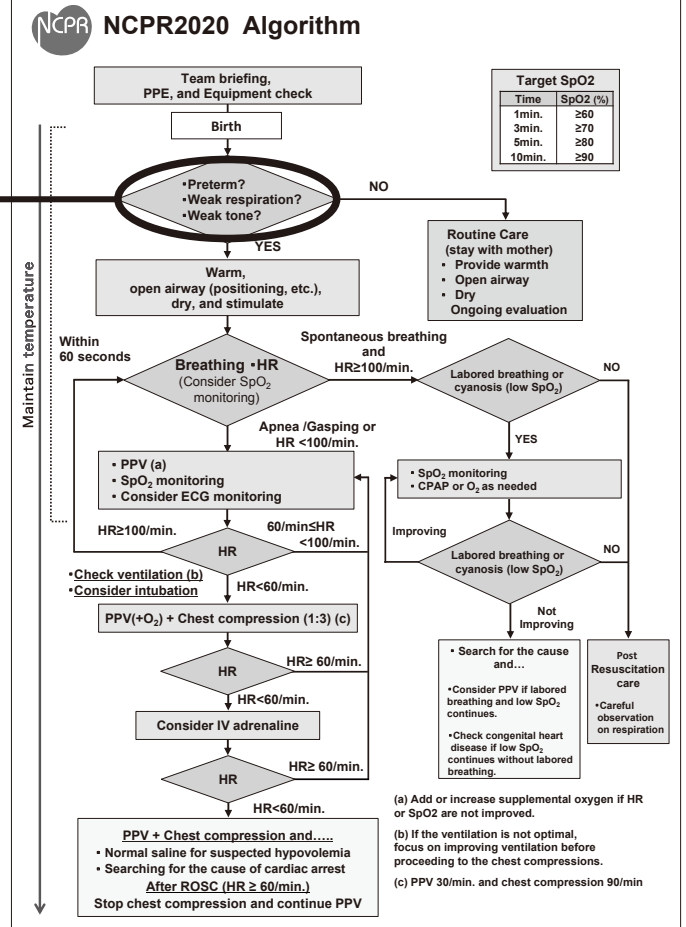 NCPR
NCPR2020 Algorithm
Team briefing,
PPE, and Equipment check
Birth
Target SpO2
Time SpO2 (%)
1min. ≥60
3min. ≥70
5min. ≥80
10min. ≥90
▪Preterm?
▪Weak respiration?
▪Weak tone?
NO
YES
Routine Care
(stay with mother)
▪ Provide warmth
▪ Open airway
▪ Dry
Ongoing evaluation
Warm,
open airway (positioning, etc.),
dry, and stimulate
Maintain temperature
Within
60 seconds
Breathing ▪HR
(Consider SpO2
monitoring)
Spontaneous breathing
and
HR≥100/min.
Labored breathing or
cyanosis (low SpO2)
NO
YES
Apnea /Gasping or
HR <100/min.
▪ PPV (a)
▪ SpO2 monitoring
▪ Consider ECG monitoring
▪ SpO2 monitoring
▪ CPAP or O2 as needed
HR≥100/min.
HR
60/min≤HR
<100/min.
Improving
Labored breathing or
cyanosis (low SpO2)
NO
▪Check ventilation (b)
▪Consider intubation
HR<60/min.
PPV(+O2) + Chest compression (1:3) (c)
Not
Improving
HR
HR≥ 60/min.
HR<60/min.
▪ Search for the cause
and…
▪Consider PPV if labored
breathing and low SpO2
continues.
▪Check congenital heart
disease if low SpO2
continues without labored
breathing.
Post
Resuscitation
care
▪Careful
observation
on respiration
Consider IV adrenaline
HR
HR≥ 60/min.
HR<60/min.
PPV + Chest compression and…..
▪ Normal saline for suspected hypovolemia
▪ Searching for the cause of cardiac arrest
After ROSC (HR ≥ 60/min.)
Stop chest compression and continue PPV
(a) Add or increase supplemental oxygen if HR
or SpO2 are not improved.
(b) If the ventilation is not optimal,
focus on improving ventilation before
proceeding to the chest compressions.
(c) PPV 30/min. and chest compression 90/min